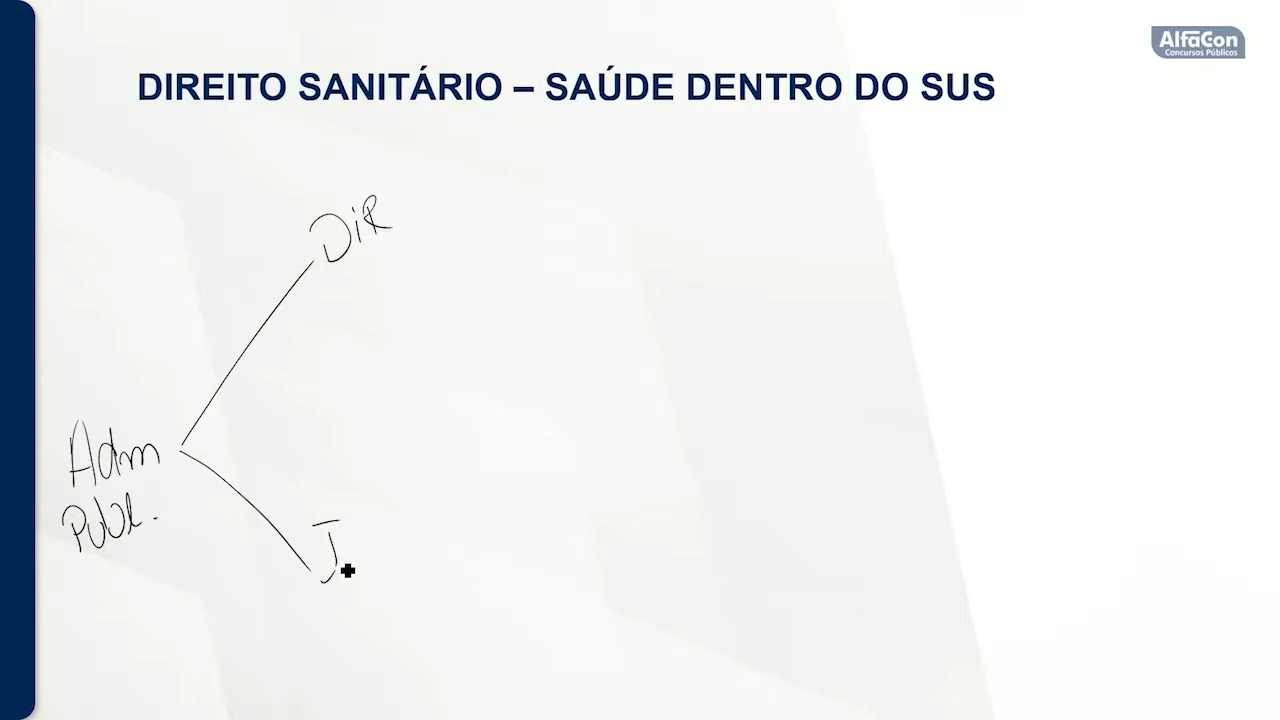 AlfaCon
Concursos Públicos
DIREITO SANITÁRIO – SAÚDE DENTRO DO SUS
DiR
Adm
Publ.
I